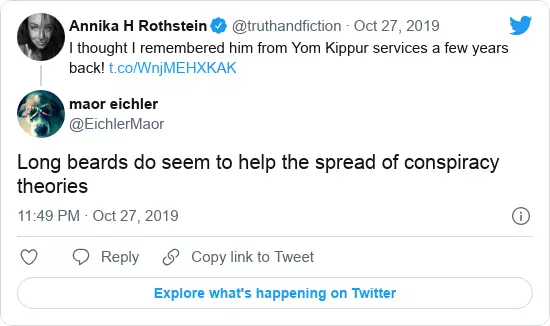 Annika H Rothstein @truthandfiction · Oct 27, 2019
I thought I remembered him from Yom Kippur services a few years
back! t.co/WnjMEHXKAK
maor eichler
@EichlerMaor
Long beards do seem to help the spread of conspiracy
theories
11:49 PM · Oct 27, 2019
Reply Copy link to Tweet
Explore what's happening on Twitter